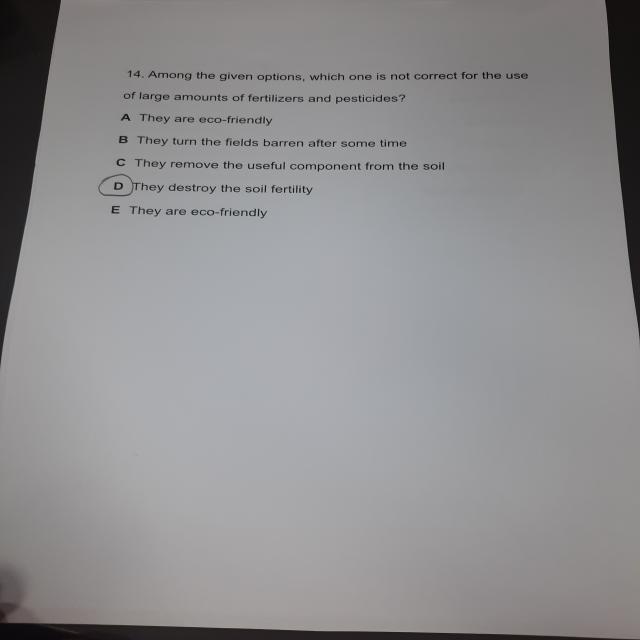 14. Among the given options, which one is not correct for the use
of large amounts of fertilizers and pesticides?
A They are eco-friendly
B They turn the fields barren after some time
C They remove the useful component from the soil
D They destroy the soil fertility
E They are eco-friendly